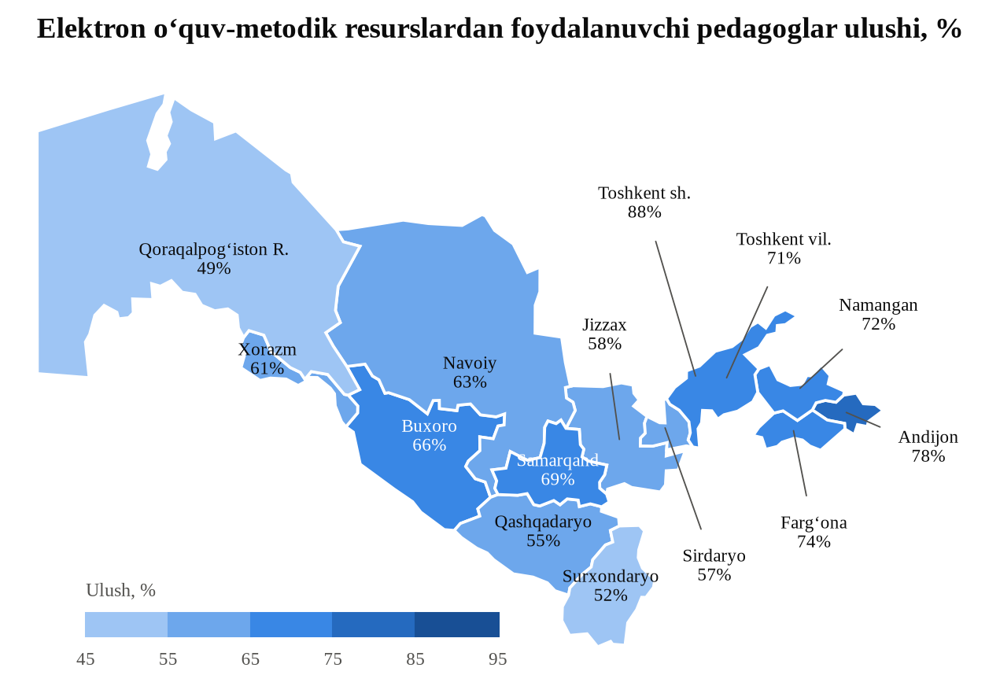 Elektron o‘quv-metodik resurslardan foydalanuvchi pedagoglar ulushi, %
Toshkent sh.
88%
Toshkent vil.
71%
Qoraqalpog‘iston R.
49%
Namangan
72%
Jizzax
58%
Xorazm
61%
Navoiy
63%
Buxoro
66%
Andijon
78%
Samarqand
69%
Qashqadaryo
55%
Farg‘ona
74%
Sirdaryo
57%
Surxondaryo
52%
Ulush, %
45 55 65 75 85 95